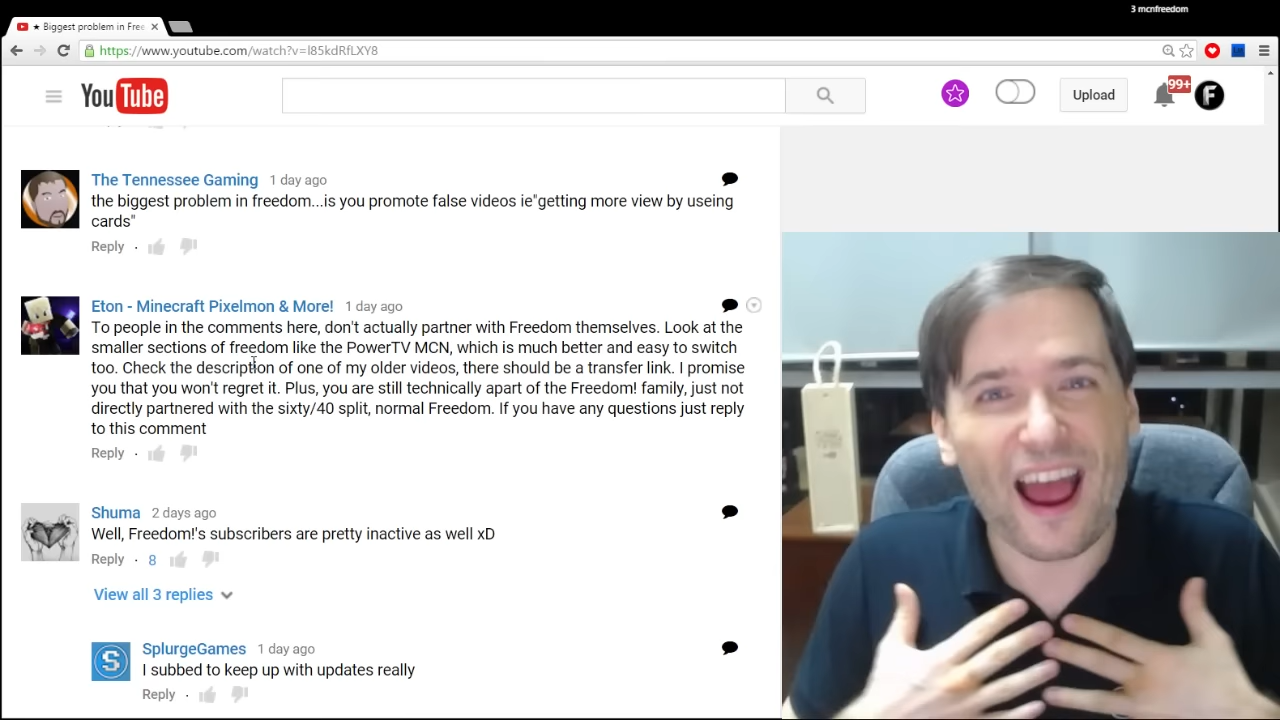 3 mcnfreedom
★ Biggest problem in Free
https://www.youtube.com/watch?v=l85kdRfLXY8
YouTube
Upload
99+
F
The Tennessee Gaming 1 day ago
the biggest problem in freedom...is you promote false videos ie"getting more view by useing
cards"
Reply
Eton - Minecraft Pixelmon & More! 1 day ago
To people in the comments here, don't actually partner with Freedom themselves. Look at the
smaller sections of freedom like the PowerTV MCN, which is much better and easy to switch
too. Check the description of one of my older videos, there should be a transfer link. I promise
you that you won't regret it. Plus, you are still technically apart of the Freedom! family, just not
directly partnered with the sixty/40 split, normal Freedom. If you have any questions just reply
to this comment
Reply
Shuma 2 days ago
Well, Freedom!'s subscribers are pretty inactive as well xD
Reply · 8
View all 3 replies
S
SplurgeGames 1 day ago
I subbed to keep up with updates really
Reply